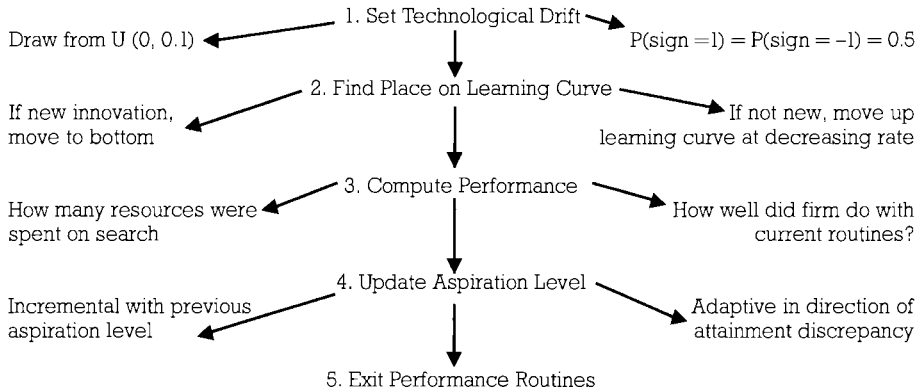 1. Set Technological Drift
Draw from U (0, 0.1)
P(sign =1) = P(sign = –1) = 0.5
2. Find Place on Learning Curve
If new innovation,
move to bottom
If not new, move up
learning curve at decreasing rate
3. Compute Performance
How many resources were
spent on search
How well did firm do with
current routines?
4. Update Aspiration Level
Incremental with previous
aspiration level
Adaptive in direction of
attainment discrepancy
5. Exit Performance Routines